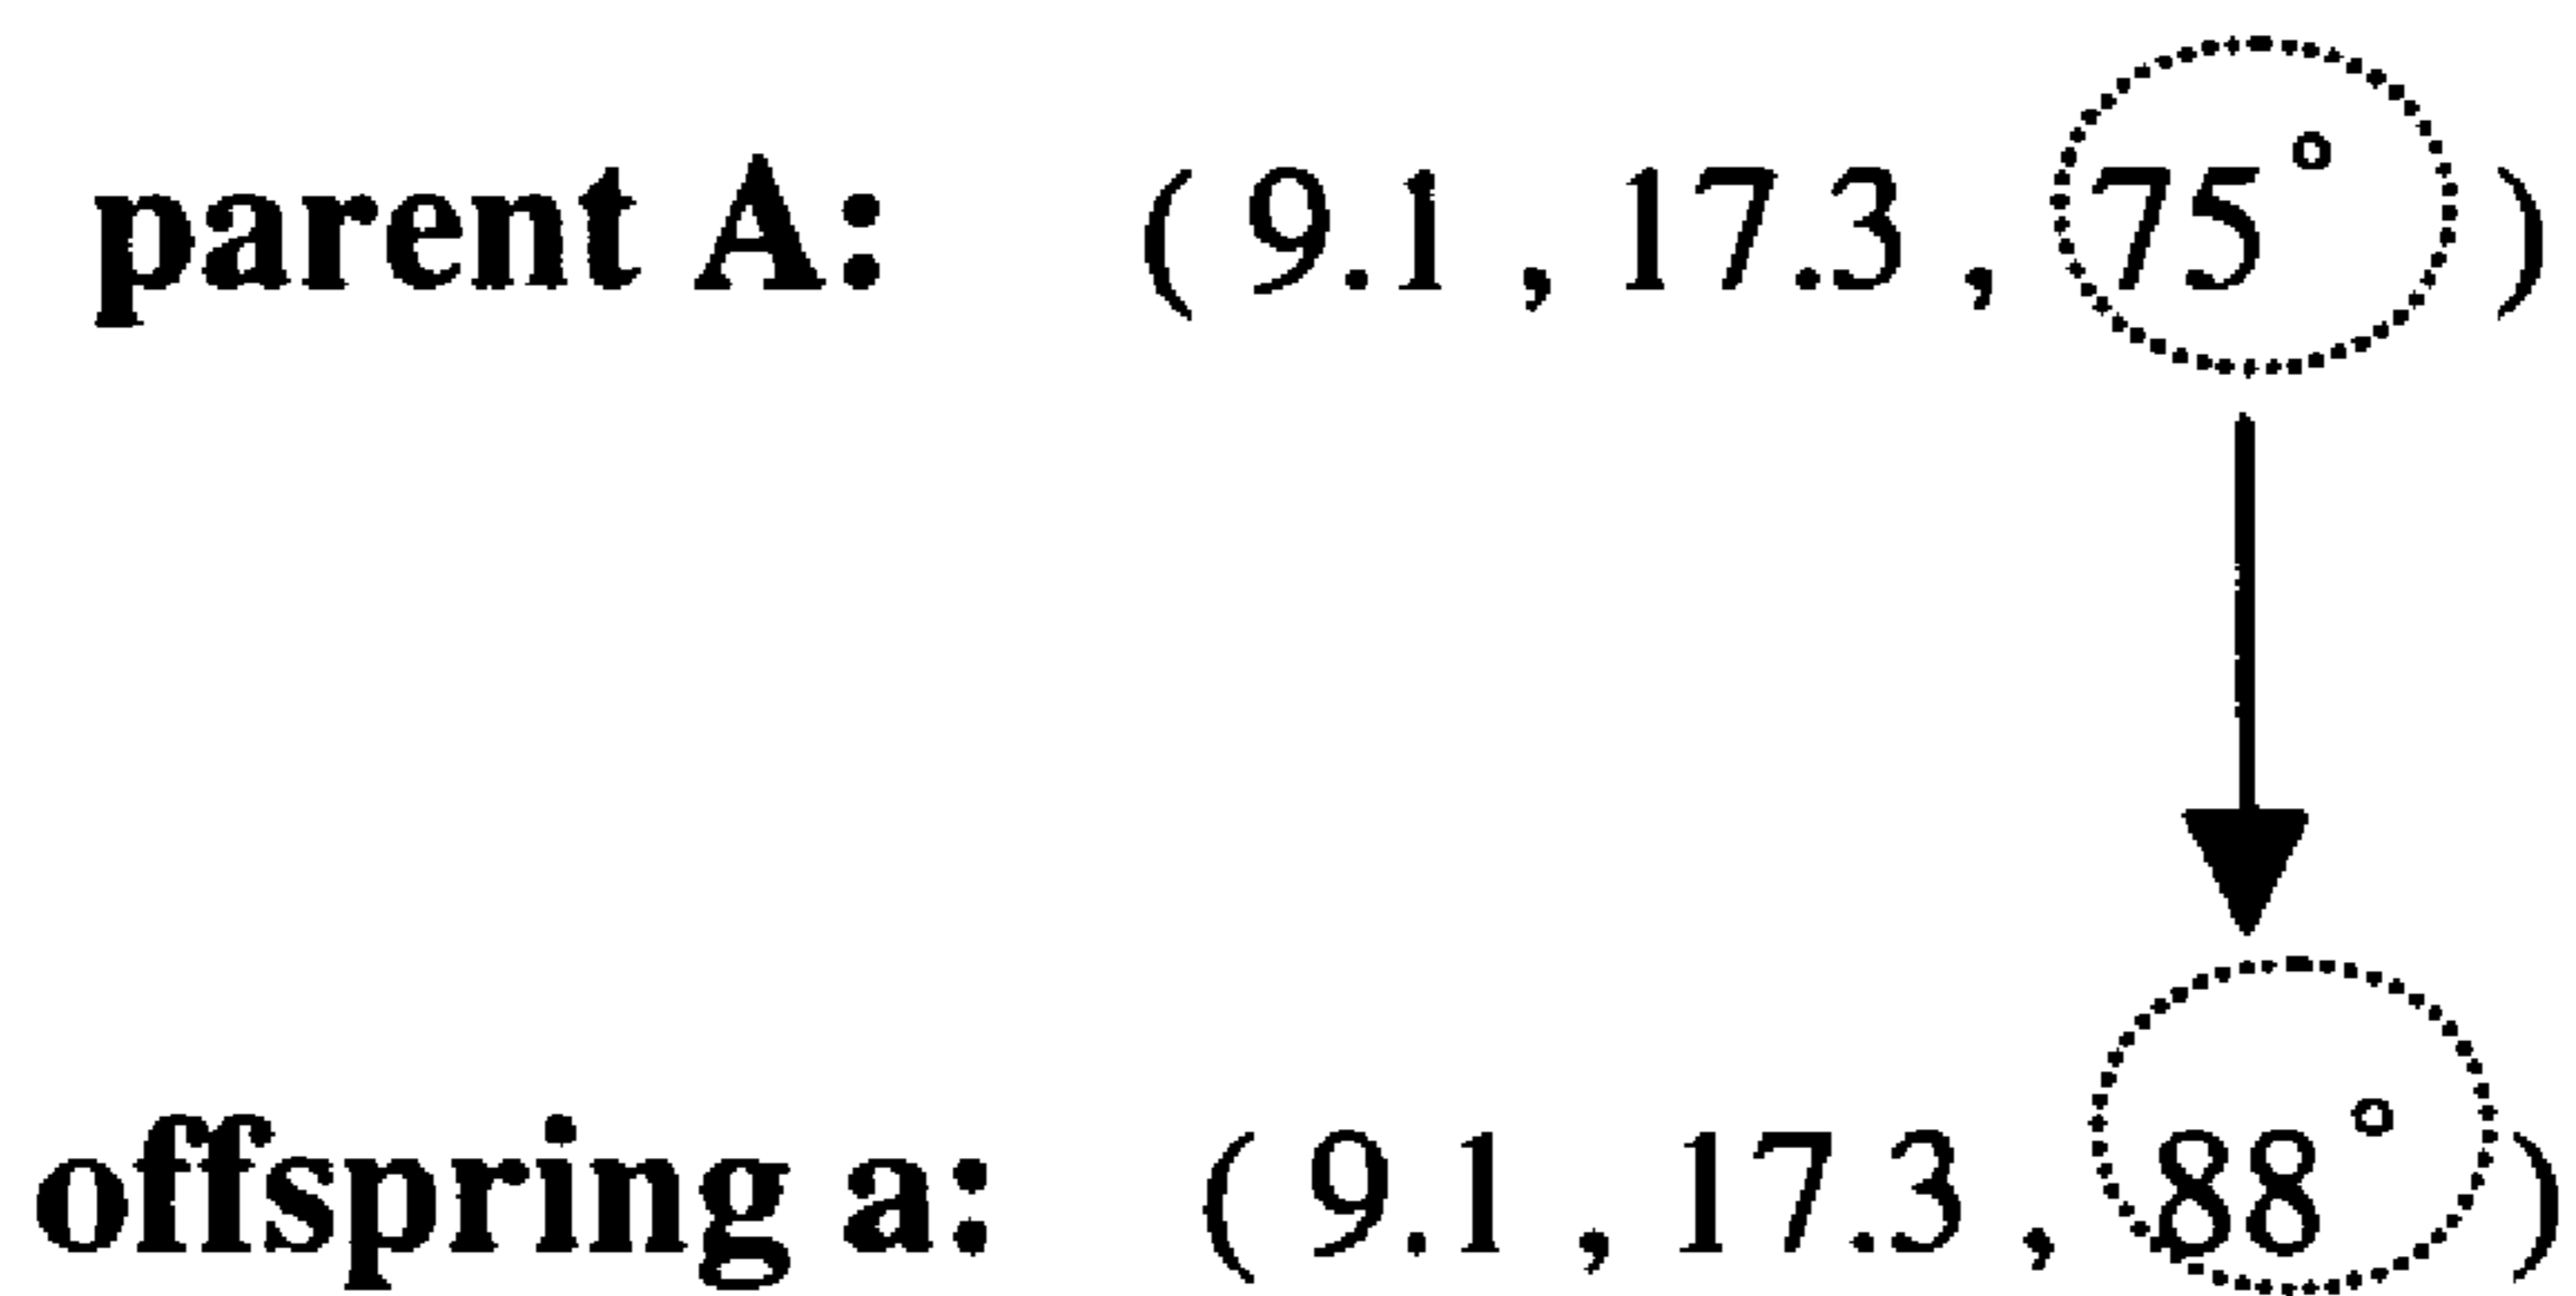 parent A: ( 9.1 , 17.3 , 75° )
offspring a: ( 9.1 , 17.3 , 88° )